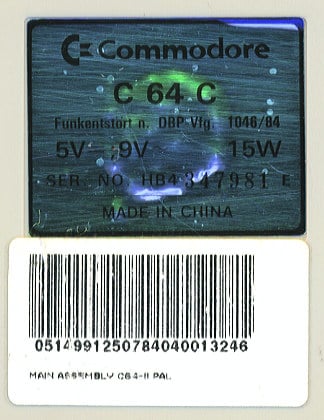 Commodore
C 64 C
Funkentstört n. DBP Vfg. 1046/84
5V 9V 15W
SER. NO. HB4 347981 E
MADE IN CHINA
0514991250784040013246
MAIN ASSEMBLY C64-II PAL